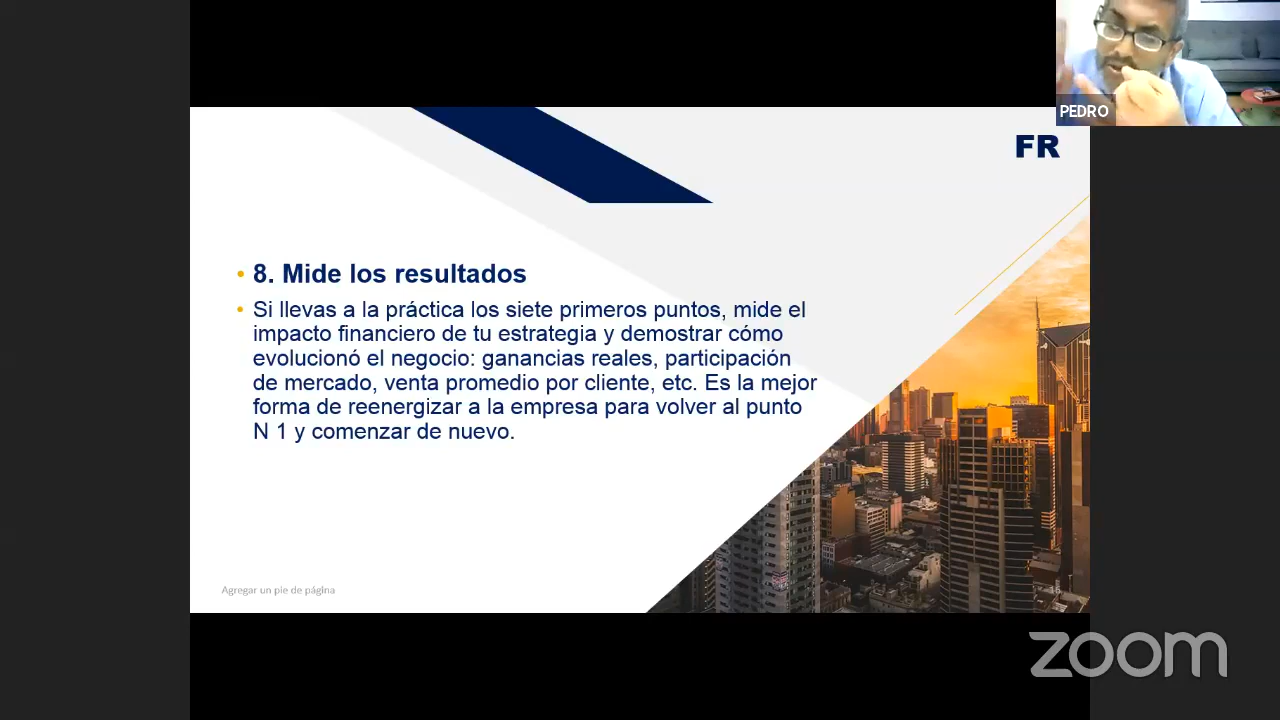 PEDRO
FR
• 8. Mide los resultados
• Si llevas a la práctica los siete primeros puntos, mide el
impacto financiero de tu estrategia y demostrar cómo
evolucionó el negocio: ganancias reales, participación
de mercado, venta promedio por cliente, etc. Es la mejor
forma de reenergizar a la empresa para volver al punto
N 1 y comenzar de nuevo.
Agregar un pie de página
zoom